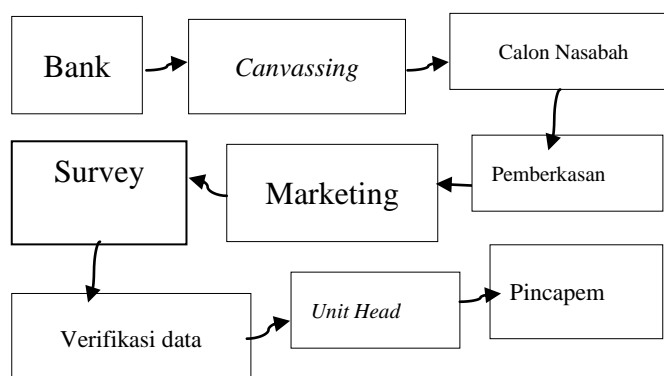 Bank
Canvassing
Calon Nasabah
Pemberkasan
Marketing
Survey
Verifikasi data
Unit Head
Pincapem